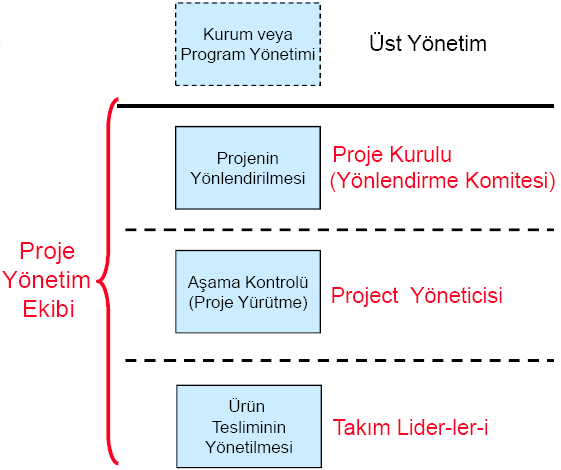 Kurum veya
Program Yönetimi
Üst Yönetim
Projenin
Yönlendirilmesi
Proje Kurulu
(Yönlendirme Komitesi)
Proje
Yönetim
Ekibi
Aşama Kontrolü
(Proje Yürütme)
Project Yöneticisi
Ürün
Tesliminin
Yönetilmesi
Takım Lider-ler-i